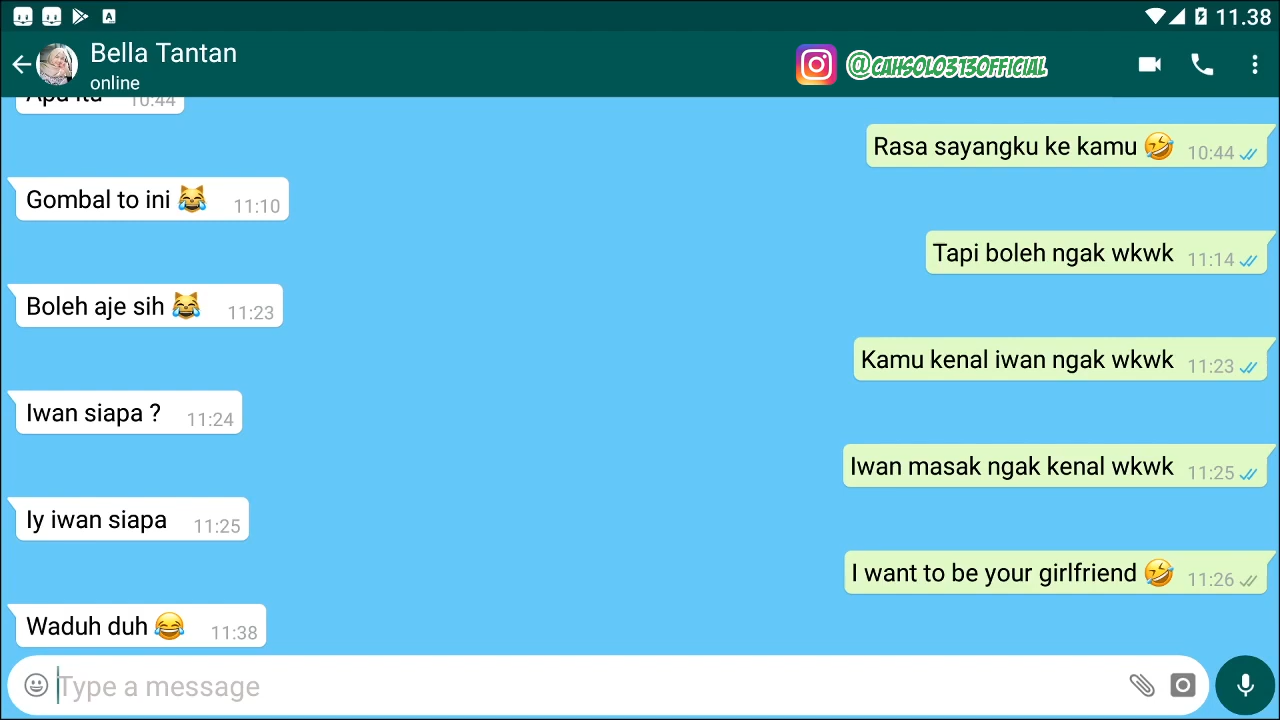 11.38
Bella Tantan
online
@CAHSOLO313OFFICIAL
Apa itu 10:44
Rasa sayangku ke kamu 🤣 10:44
Gombal to ini 😹 11:10
Tapi boleh ngak wkwk 11:14
Boleh aje sih 😹 11:23
Kamu kenal iwan ngak wkwk 11:23
Iwan siapa ? 11:24
Iwan masak ngak kenal wkwk 11:25
Iy iwan siapa 11:25
I want to be your girlfriend 🤣 11:26
Waduh duh 😂 11:38
Type a message